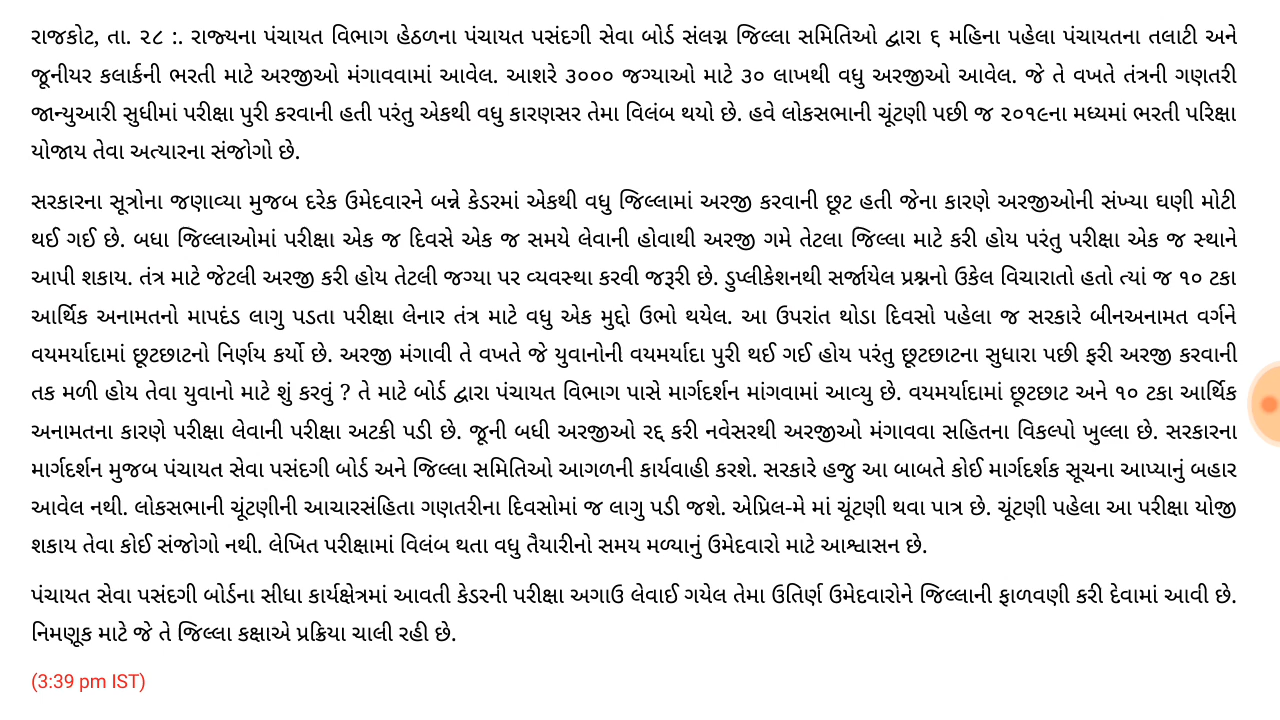 રાજકોટ, તા. ૨૮ :. રાજ્યના પંચાયત વિભાગ હેઠળના પંચાયત પસંદગી સેવા બોર્ડ સંલગ્ન જિલ્લા સમિતિઓ દ્વારા ૬ મહિના પહેલા પંચાયતના તલાટી અને
જૂનીયર કલાર્કની ભરતી માટે અરજીઓ મંગાવવામાં આવેલ. આશરે ૩૦૦૦ જગ્યાઓ માટે ૩૦ લાખથી વધુ અરજીઓ આવેલ. જે તે વખતે તંત્રની ગણતરી
જાન્યુઆરી સુધીમાં પરીક્ષા પુરી કરવાની હતી પરંતુ એકથી વધુ કારણસર તેમા વિલંબ થયો છે. હવે લોકસભાની ચૂંટણી પછી જ ૨૦૧૯ના મધ્યમાં ભરતી પરિક્ષા
યોજાય તેવા અત્યારના સંજોગો છે.
સરકારના સૂત્રોના જણાવ્યા મુજબ દરેક ઉમેદવારને બન્ને કેડરમાં એકથી વધુ જિલ્લામાં અરજી કરવાની છૂટ હતી જેના કારણે અરજીઓની સંખ્યા ઘણી મોટી
થઈ ગઈ છે. બધા જિલ્લાઓમાં પરીક્ષા એક જ દિવસે એક જ સમયે લેવાની હોવાથી અરજી ગમે તેટલા જિલ્લા માટે કરી હોય પરંતુ પરીક્ષા એક જ સ્થાને
આપી શકાય. તંત્ર માટે જેટલી અરજી કરી હોય તેટલી જગ્યા પર વ્યવસ્થા કરવી જરૂરી છે. ડુપ્લીકેશનથી સર્જાયેલ પ્રશ્નનો ઉકેલ વિચારાતો હતો ત્યાં જ ૧૦ ટકા
આર્થિક અનામતનો માપદંડ લાગુ પડતા પરીક્ષા લેનાર તંત્ર માટે વધુ એક મુદ્દો ઉભો થયેલ. આ ઉપરાંત થોડા દિવસો પહેલા જ સરકારે બીનઅનામત વર્ગને
વયમર્યાદામાં છૂટછાટનો નિર્ણય કર્યો છે. અરજી મંગાવી તે વખતે જે યુવાનોની વયમર્યાદા પુરી થઈ ગઈ હોય પરંતુ છૂટછાટના સુધારા પછી ફરી અરજી કરવાની
તક મળી હોય તેવા યુવાનો માટે શું કરવું ? તે માટે બોર્ડ દ્વારા પંચાયત વિભાગ પાસે માર્ગદર્શન માંગવામાં આવ્યુ છે. વયમર્યાદામાં છૂટછાટ અને ૧૦ ટકા આર્થિક
અનામતના કારણે પરીક્ષા લેવાની પરીક્ષા અટકી પડી છે. જૂની બધી અરજીઓ રદ્દ કરી નવેસરથી અરજીઓ મંગાવવા સહિતના વિકલ્પો ખુલ્લા છે. સરકારના
માર્ગદર્શન મુજબ પંચાયત સેવા પસંદગી બોર્ડ અને જિલ્લા સમિતિઓ આગળની કાર્યવાહી કરશે. સરકારે હજુ આ બાબતે કોઈ માર્ગદર્શક સૂચના આપ્યાનું બહાર
આવેલ નથી. લોકસભાની ચૂંટણીની આચારસંહિતા ગણતરીના દિવસોમાં જ લાગુ પડી જશે. એપ્રિલ-મે માં ચૂંટણી થવા પાત્ર છે. ચૂંટણી પહેલા આ પરીક્ષા યોજી
શકાય તેવા કોઈ સંજોગો નથી. લેખિત પરીક્ષામાં વિલંબ થતા વધુ તૈયારીનો સમય મળ્યાનું ઉમેદવારો માટે આશ્વાસન છે.
પંચાયત સેવા પસંદગી બોર્ડના સીધા કાર્યક્ષેત્રમાં આવતી કેડરની પરીક્ષા અગાઉ લેવાઈ ગયેલ તેમા ઉતિર્ણ ઉમેદવારોને જિલ્લાની ફાળવણી કરી દેવામાં આવી છે.
નિમણૂક માટે જે તે જિલ્લા કક્ષાએ પ્રક્રિયા ચાલી રહી છે.
(3:39 pm IST)